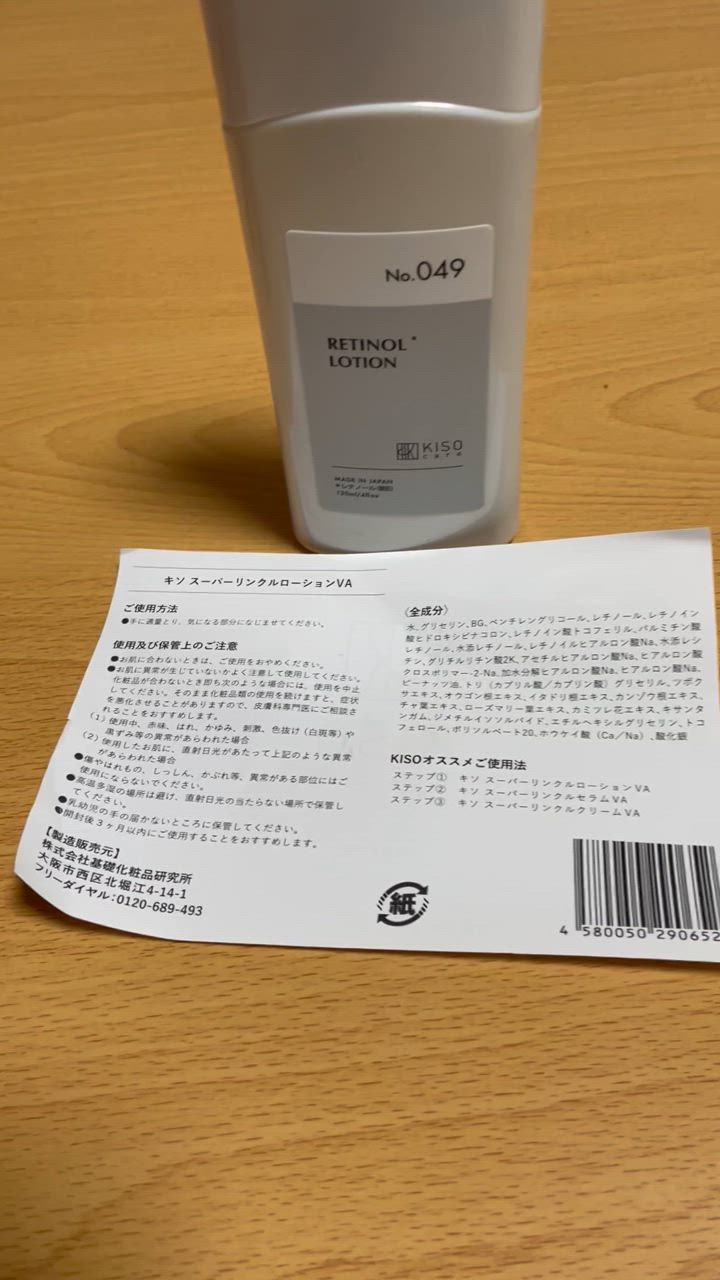 No.049
RETINOL*
LOTION
KISO
care
MADE IN JAPAN
*レチノール(整肌)
120ml/4fl.oz
キソ スーパーリンクルローションVA
ご使用方法
●手に適量とり、気になる部分になじませてください。
使用及び保管上のご注意
●お肌に合わないときは、ご使用をおやめください。
●お肌に異常が生じていないかよく注意して使用してください。
化粧品が合わないとき即ち次のような場合には、使用を中止
してください。そのまま化粧品類の使用を続けますと、症状
を悪化させることがありますので、皮膚科専門医にご相談さ
れることをおすすめします。
(1)使用中、赤味、はれ、かゆみ、刺激、色抜け(白斑等)や
黒ずみ等の異常があらわれた場合
(2)使用したお肌に、直射日光があたって上記のような異常
があらわれた場合
●傷やはれもの、しっしん、かぶれ等、異常がある部位にはご
使用にならないでください。
●高温多湿の場所は避け、直射日光の当たらない場所で保管し
てください。
●乳幼児の手の届かないところに保管してください。
●開封後3ヶ月以内にご使用することをおすすめします。
【製造販売元】
株式会社基礎化粧品研究所
大阪市西区北堀江4-14-1
フリーダイヤル:0120-689-493
〈全成分〉
水、グリセリン、BG、ペンチレングリコール、レチノール、レチノイン
酸ヒドロキシピナコロン、レチノイン酸トコフェリル、パルミチン酸
レチノール、水添レチノール、レチノイルヒアルロン酸Na、水添レシ
チン、グリチルリチン酸2K、アセチルヒアルロン酸Na、ヒアルロン酸
クロスポリマー-2-Na、加水分解ヒアルロン酸Na、ヒアルロン酸Na、
ピーナッツ油、トリ(カプリル酸/カプリン酸)グリセリル、ツボク
サエキス、オウゴン根エキス、イタドリ根エキス、カンゾウ根エキス、
チャ葉エキス、ローズマリー葉エキス、カミツレ花エキス、キサンタ
ンガム、ジメチルイソソルバイド、エチルヘキシルグリセリン、トコ
フェロール、ポリソルベート20、ホウケイ酸(Ca/Na)、酸化銀
KISOオススメご使用法
ステップ① キソ スーパーリンクルローションVA
ステップ② キソ スーパーリンクルセラムVA
ステップ③ キソ スーパーリンクルクリームVA
紙
4 580050 290652